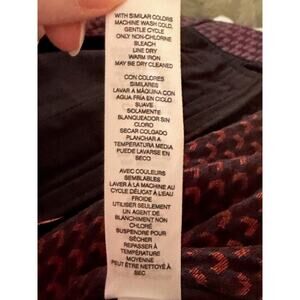 WITH SIMILAR COLORS
MACHINE WASH COLD,
GENTLE CYCLE
ONLY NON-CHLORINE
BLEACH
LINE DRY
WARM IRON
MAY BE DRY CLEANED
CON COLORES
SIMILARES
LAVAR A MÁQUINA CON
AGUA FRÍA EN CICLO
SUAVE
SOLAMENTE
BLANQUEADOR SIN
CLORO
SECAR COLGADO
PLANCHAR A
TEMPERATURA MEDIA
PUEDE LAVARSE EN
SECO
AVEC COULEURS
SEMBLABLES
LAVER À LA MACHINE AU
CYCLE DÉLICAT À L'EAU
FROIDE
UTILISER SEULEMENT
UN AGENT DE
BLANCHIMENT NON
CHLORÉ
SUSPENDRE POUR
SÉCHER
REPASSER À
TEMPÉRATURE
MOYENNE
PEUT ÊTRE NETTOYÉ À
SEC